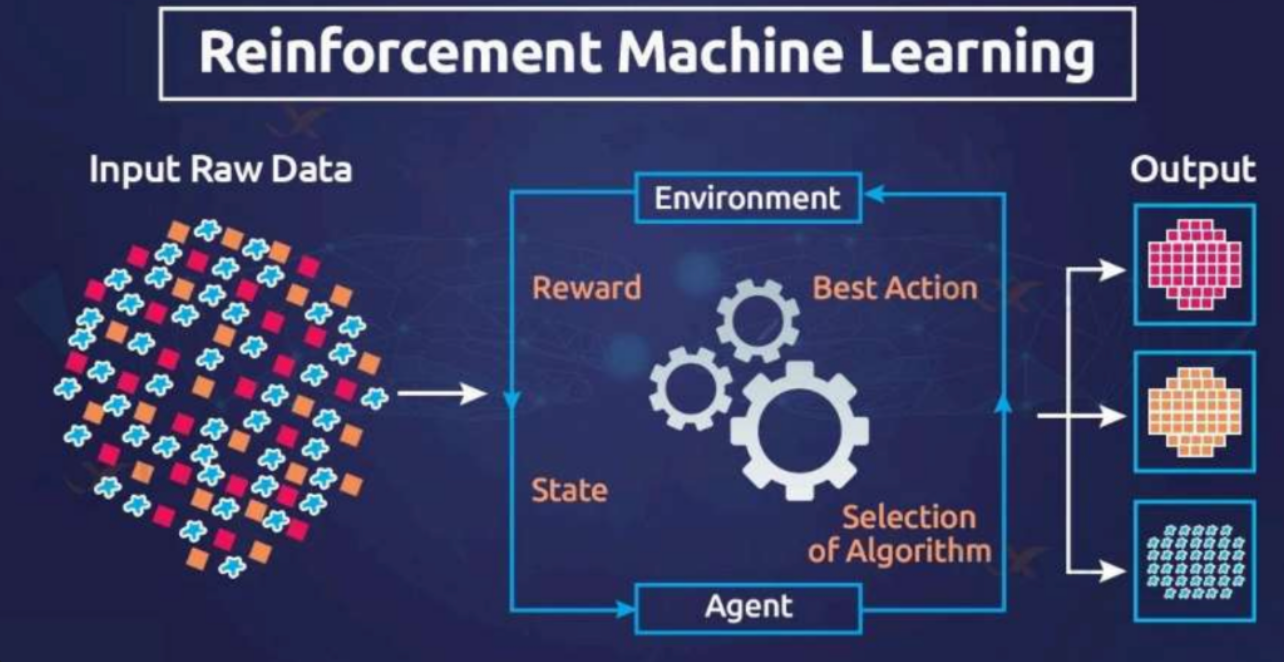 Reinforcement Machine Learning
Input Raw Data
Output
Environment
Reward
Best Action
State
Selection
of Algorithm
Agent